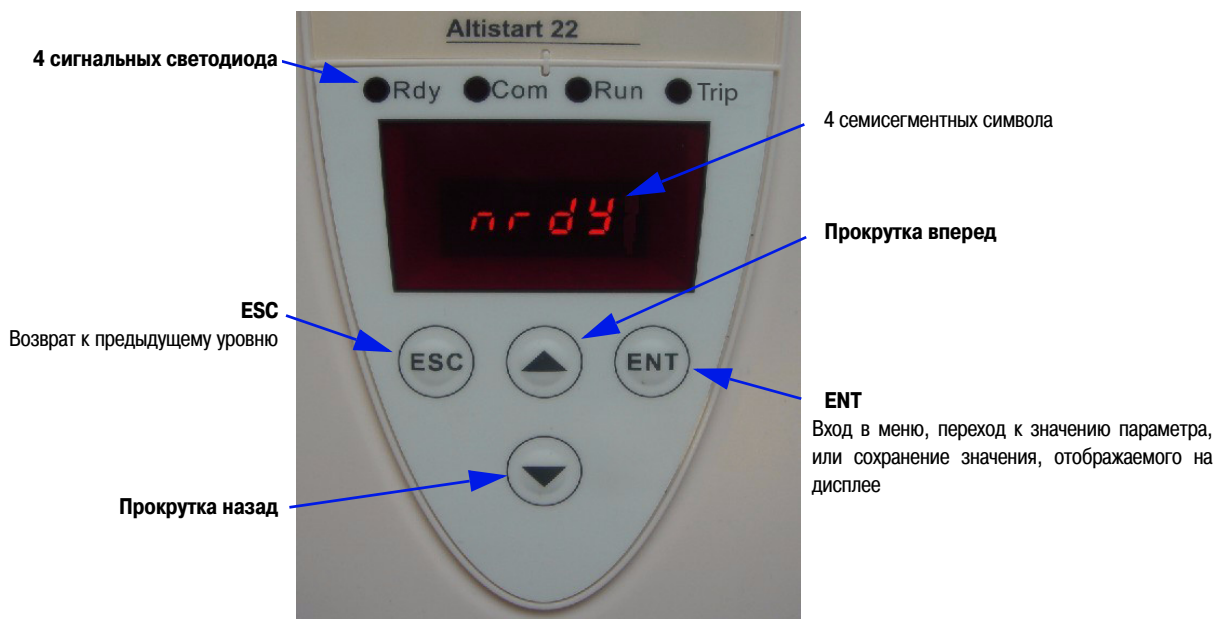 Altistart 22
4 сигнальных светодиода
Rdy Com Run Trip
4 семисегментных символа
nrdY
Прокрутка вперед
ESC
Возврат к предыдущему уровню
ESC
ENT
ENT
Вход в меню, переход к значению параметра,
или сохранение значения, отображаемого на
дисплее
Прокрутка назад